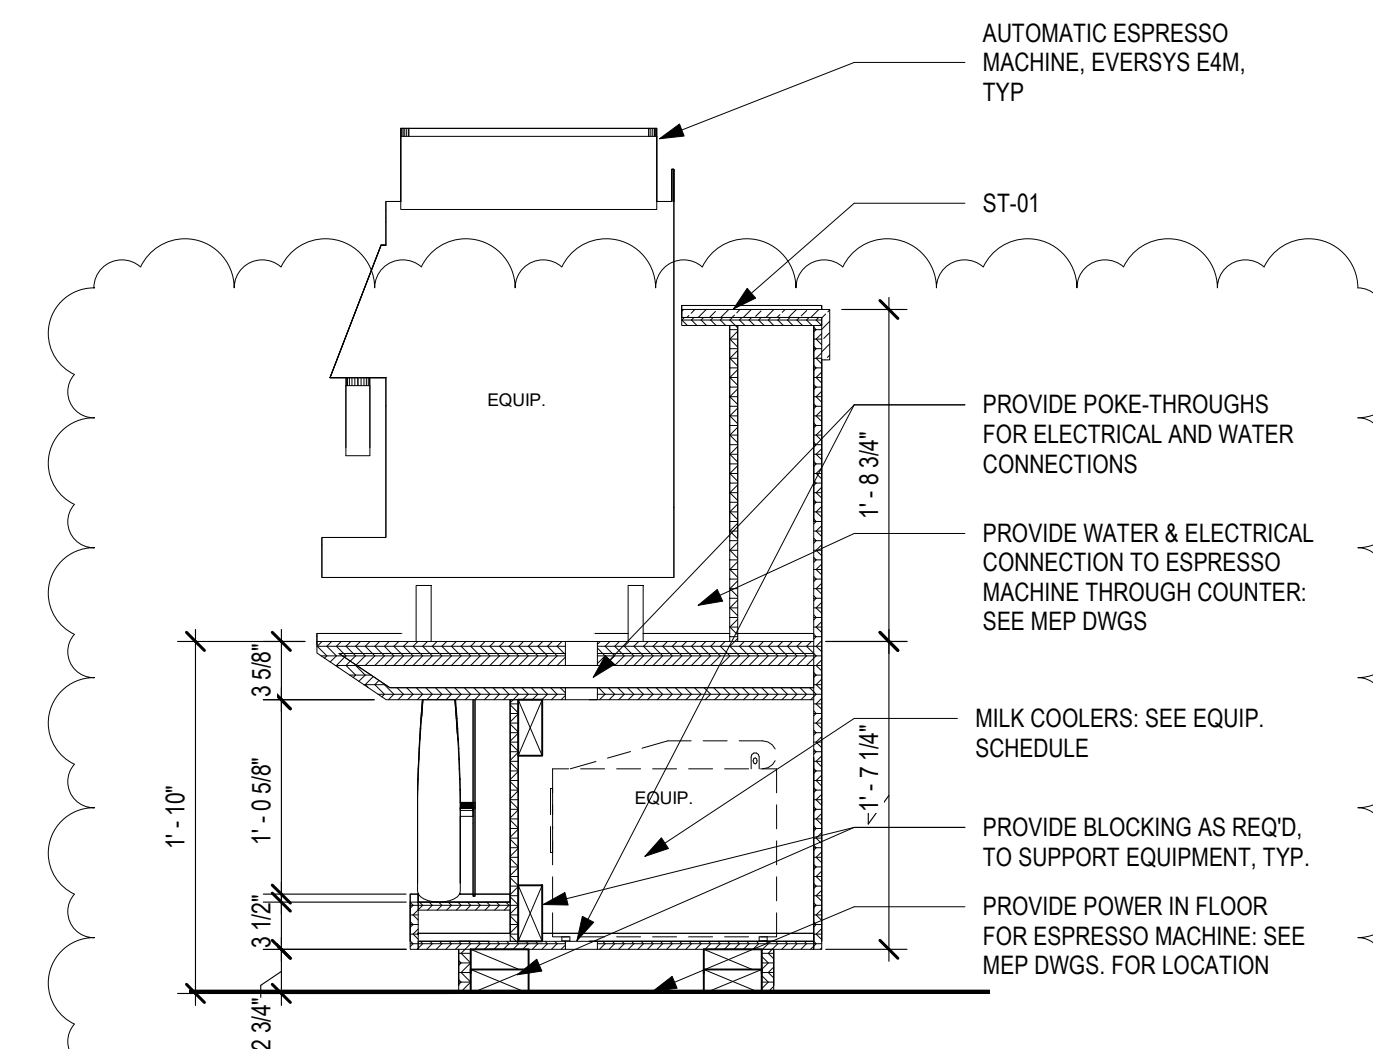 AUTOMATIC ESPRESSO
MACHINE, EVERSYS E4M,
TYP
ST-01
EQUIP.
PROVIDE POKE-THROUGHS
FOR ELECTRICAL AND WATER
CONNECTIONS
1' - 8 3/4"
PROVIDE WATER & ELECTRICAL
CONNECTION TO ESPRESSO
MACHINE THROUGH COUNTER:
SEE MEP DWGS
3 5/8"
MILK COOLERS: SEE EQUIP.
SCHEDULE
1' - 7 1/4"
EQUIP.
1' - 10"
1' - 0 5/8"
PROVIDE BLOCKING AS REQ'D,
TO SUPPORT EQUIPMENT, TYP.
3 1/2"
PROVIDE POWER IN FLOOR
FOR ESPRESSO MACHINE: SEE
MEP DWGS. FOR LOCATION
2 3/4"